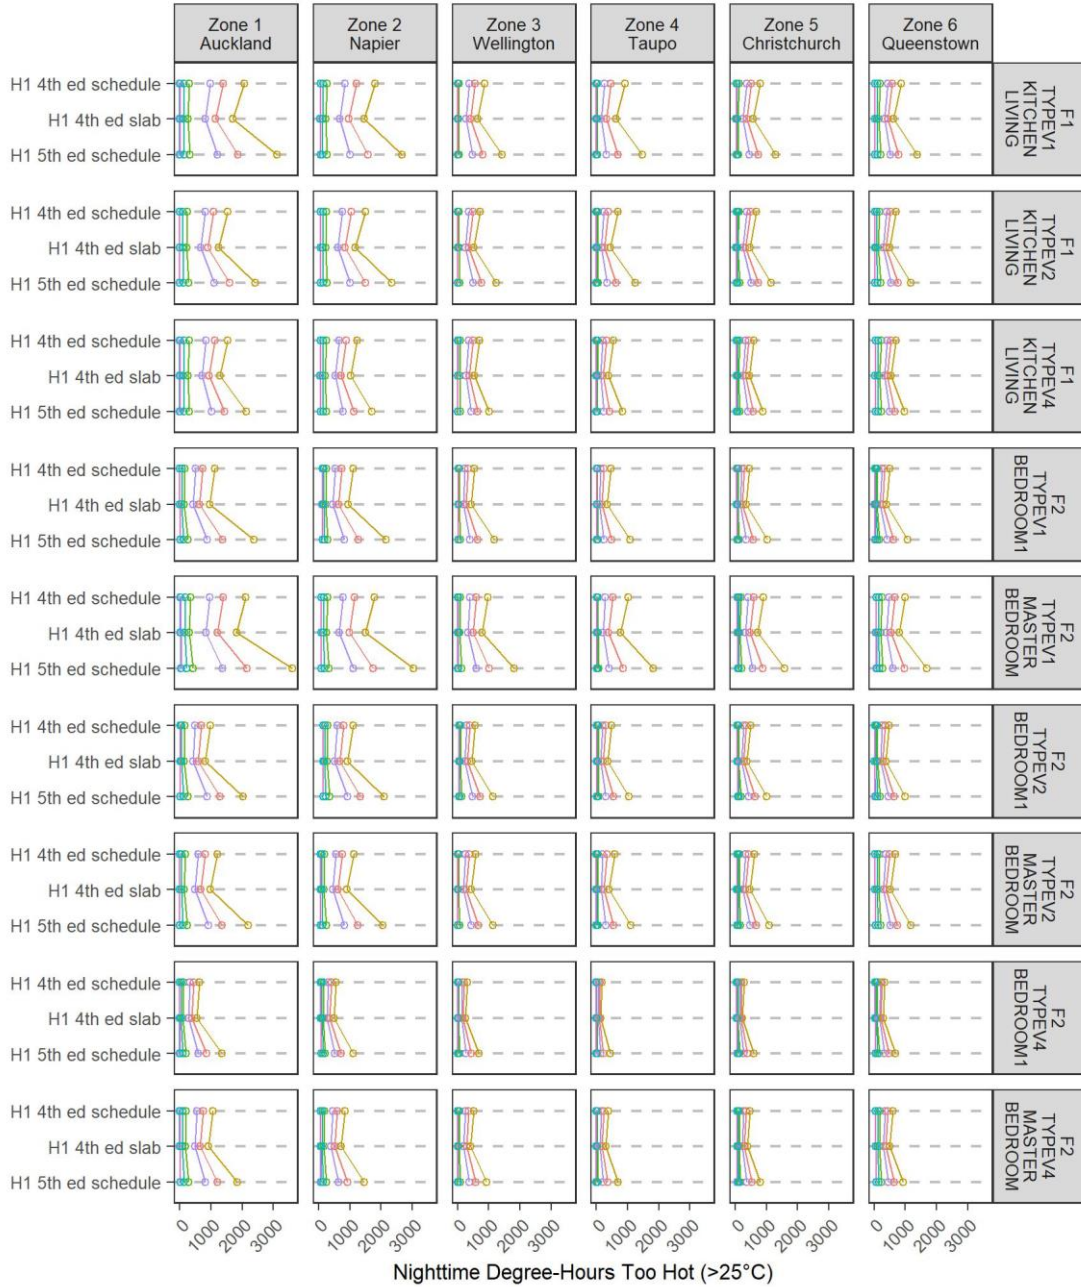 Zone 1
Auckland
Zone 2
Napier
Zone 3
Wellington
Zone 4
Taupo
Zone 5
Christchurch
Zone 6
Queenstown
H1 4th ed schedule
H1 4th ed slab
H1 5th ed schedule
F1
TYPEV1
KITCHEN
LIVING
H1 4th ed schedule
H1 4th ed slab
H1 5th ed schedule
F1
TYPEV2
KITCHEN
LIVING
H1 4th ed schedule
H1 4th ed slab
H1 5th ed schedule
F1
TYPEV4
KITCHEN
LIVING
H1 4th ed schedule
H1 4th ed slab
H1 5th ed schedule
F2
TYPEV1
BEDROOM1
H1 4th ed schedule
H1 4th ed slab
H1 5th ed schedule
F2
TYPEV1
MASTER
BEDROOM
H1 4th ed schedule
H1 4th ed slab
H1 5th ed schedule
F2
TYPEV2
BEDROOM1
H1 4th ed schedule
H1 4th ed slab
H1 5th ed schedule
F2
TYPEV2
MASTER
BEDROOM
H1 4th ed schedule
H1 4th ed slab
H1 5th ed schedule
F2
TYPEV4
BEDROOM1
H1 4th ed schedule
H1 4th ed slab
H1 5th ed schedule
F2
TYPEV4
MASTER
BEDROOM
0 1000 2000 3000 0 1000 2000 3000 0 1000 2000 3000 0 1000 2000 3000 0 1000 2000 3000 0 1000 2000 3000
Nighttime Degree-Hours Too Hot (>25°C)